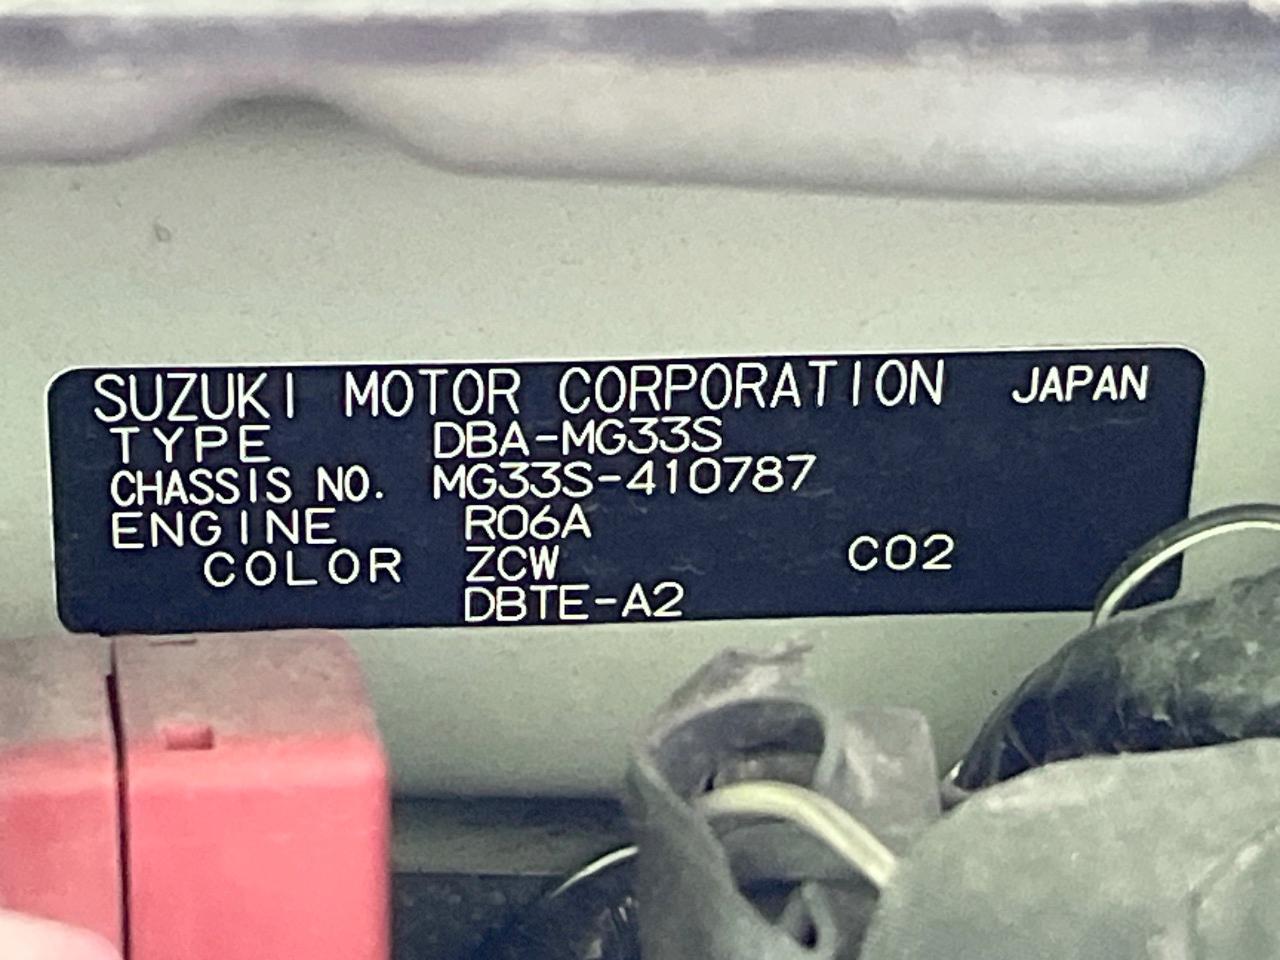 SUZUKI MOTOR CORPORATION JAPAN
TYPE DBA-MG33S
CHASSIS NO. MG33S-410787
ENGINE R06A
COLOR ZCW C02
DBTE-A2